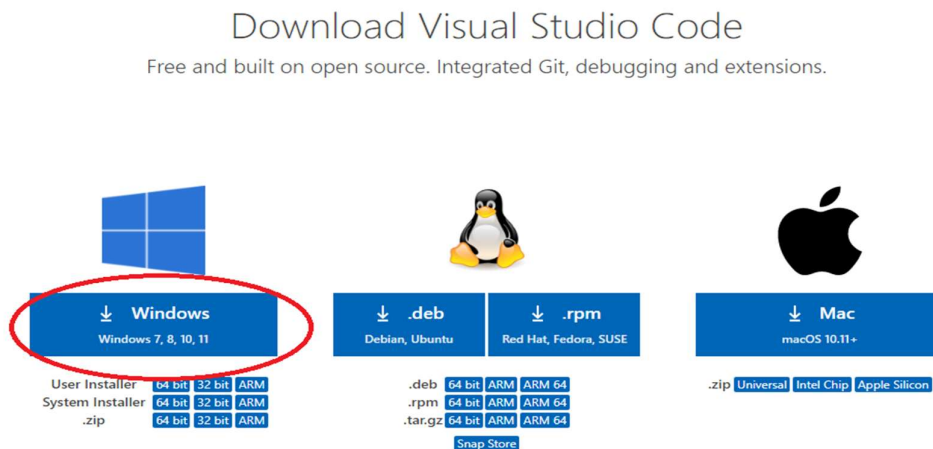 Download Visual Studio Code
Free and built on open source. Integrated Git, debugging and extensions.
Windows
Windows 7, 8, 10, 11
User Installer 64 bit 32 bit ARM
System Installer 64 bit 32 bit ARM
.zip 64 bit 32 bit ARM
.deb
Debian, Ubuntu
.rpm
Red Hat, Fedora, SUSE
.deb 64 bit ARM ARM 64
.rpm 64 bit ARM ARM 64
.tar.gz 64 bit ARM ARM 64
Snap Store
Mac
macOS 10.11+
.zip Universal Intel Chip Apple Silicon